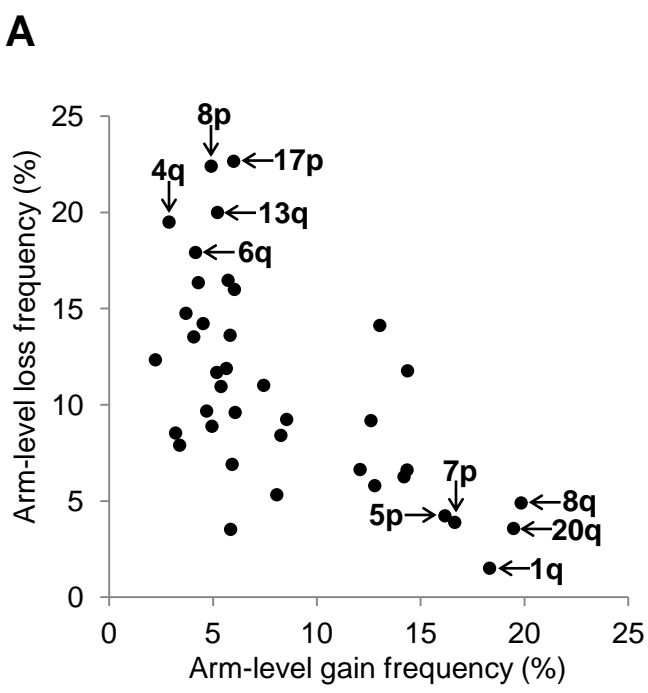 A
25
8p
17p
4q
20
13q
6q
15
10
7p
5
5p
8q
20q
1q
0
0 5 10 15 20 25
Arm-level gain frequency (%)
Arm-level loss frequency (%)